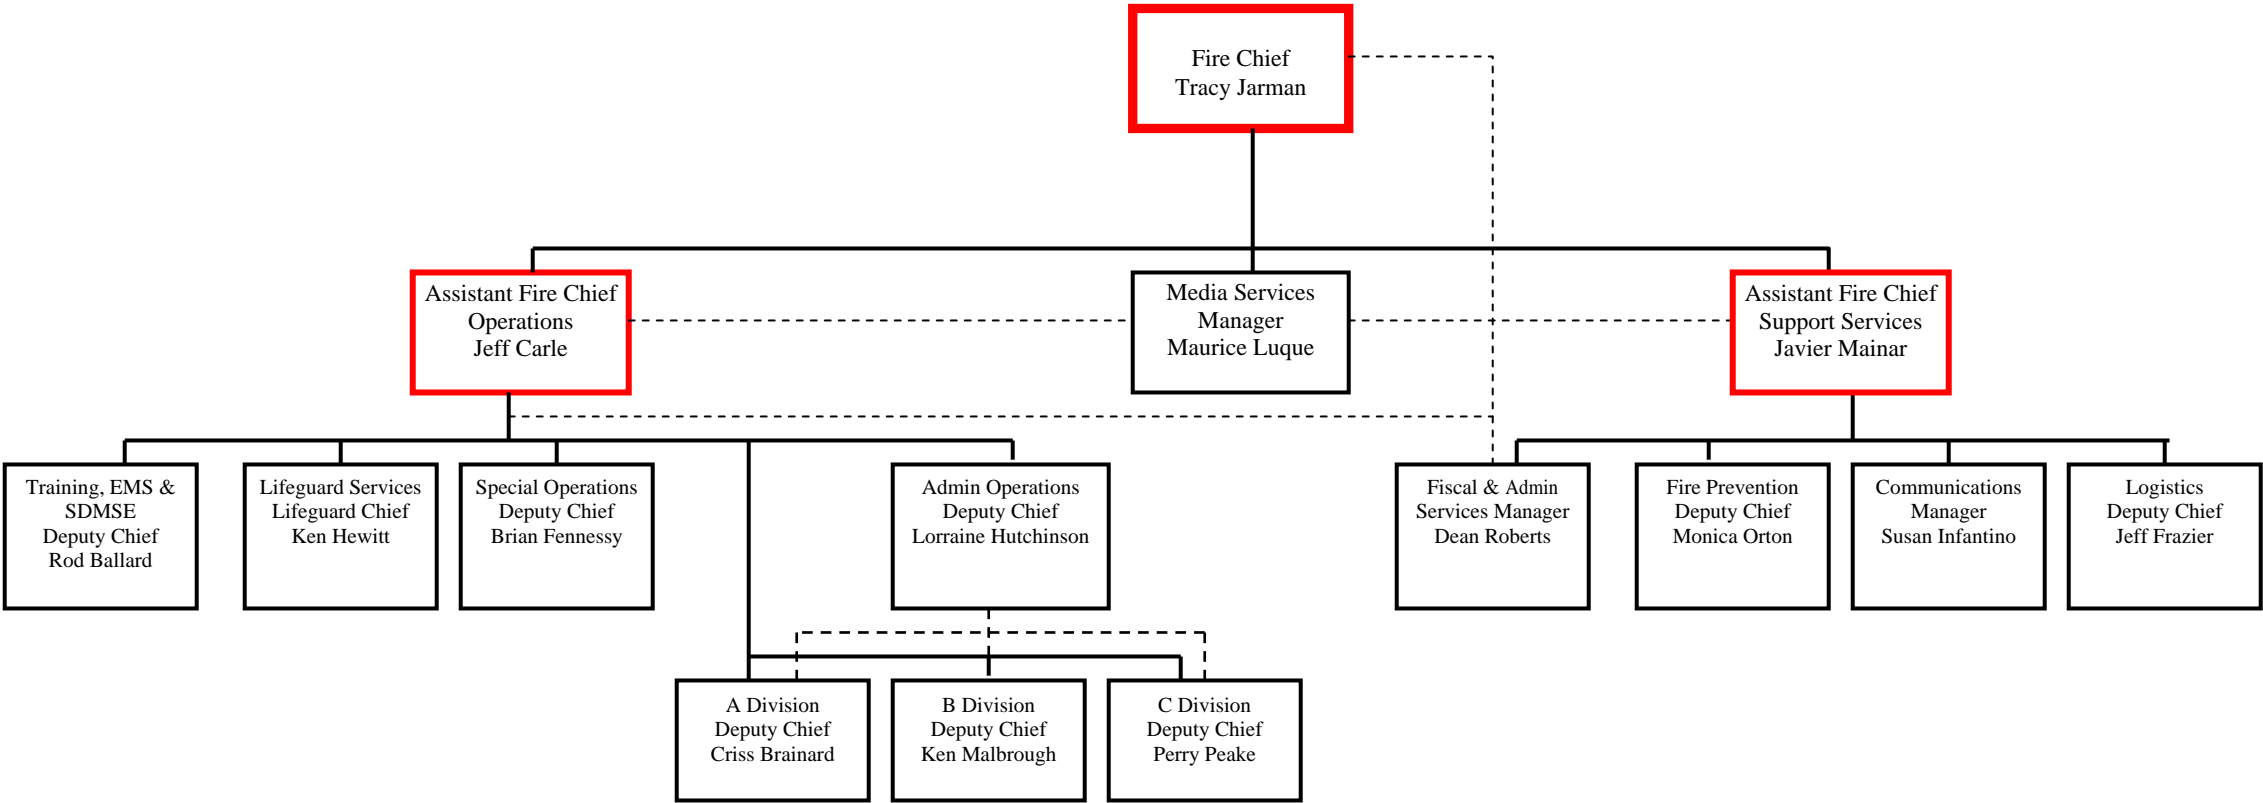 Fire Chief
Tracy Jarman
Assistant Fire Chief
Operations
Jeff Carle
Media Services
Manager
Maurice Luque
Assistant Fire Chief
Support Services
Javier Mainar
Training, EMS &
SDMSE
Deputy Chief
Rod Ballard
Lifeguard Services
Lifeguard Chief
Ken Hewitt
Special Operations
Deputy Chief
Brian Fennessy
Admin Operations
Deputy Chief
Lorraine Hutchinson
Fiscal & Admin
Services Manager
Dean Roberts
Fire Prevention
Deputy Chief
Monica Orton
Communications
Manager
Susan Infantino
Logistics
Deputy Chief
Jeff Frazier
A Division
Deputy Chief
Criss Brainard
B Division
Deputy Chief
Ken Malbrough
C Division
Deputy Chief
Perry Peake